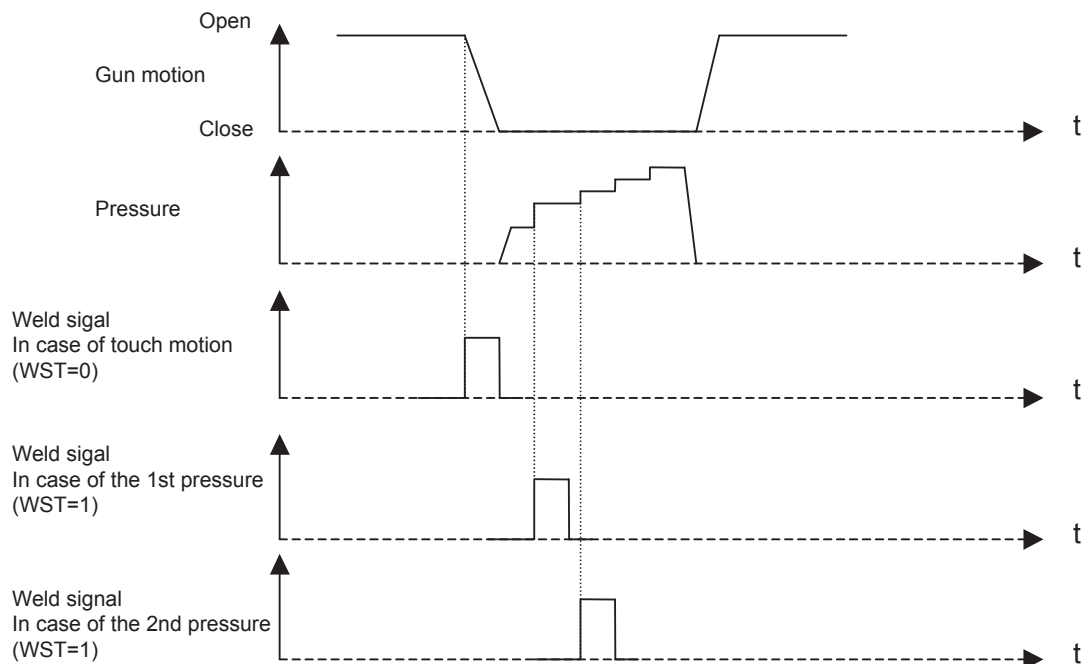 Open
Gun motion
Close
t
Pressure
t
Weld sigal
In case of touch motion
(WST=0)
t
Weld sigal
In case of the 1st pressure
(WST=1)
t
Weld signal
In case of the 2nd pressure
(WST=1)
t